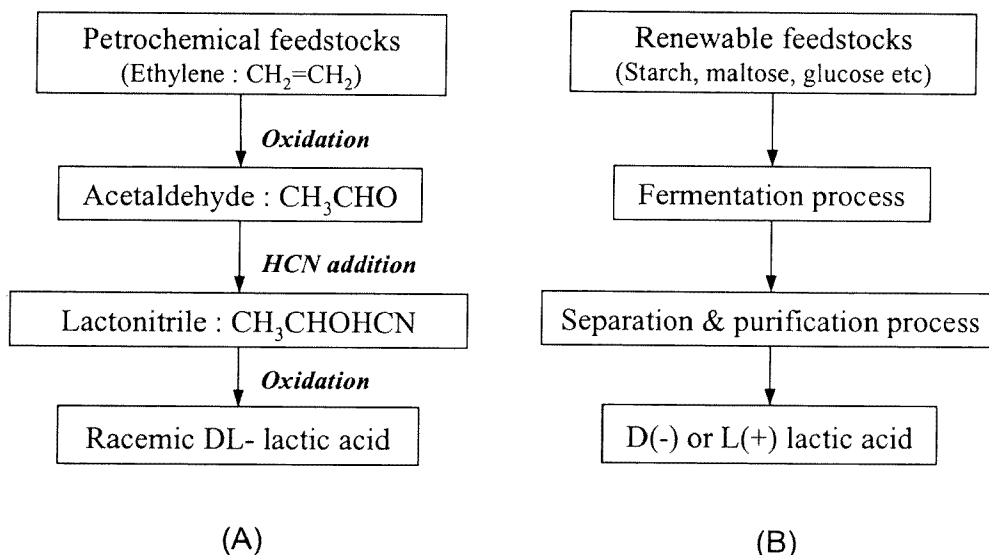 Petrochemical feedstocks
(Ethylene : CH₂=CH₂)
Oxidation
Acetaldehyde : CH₃CHO
HCN addition
Lactonitrile : CH₃CHOHCN
Oxidation
Racemic DL- lactic acid
(A)
Renewable feedstocks
(Starch, maltose, glucose etc)
Fermentation process
Separation & purification process
D(-) or L(+) lactic acid
(B)